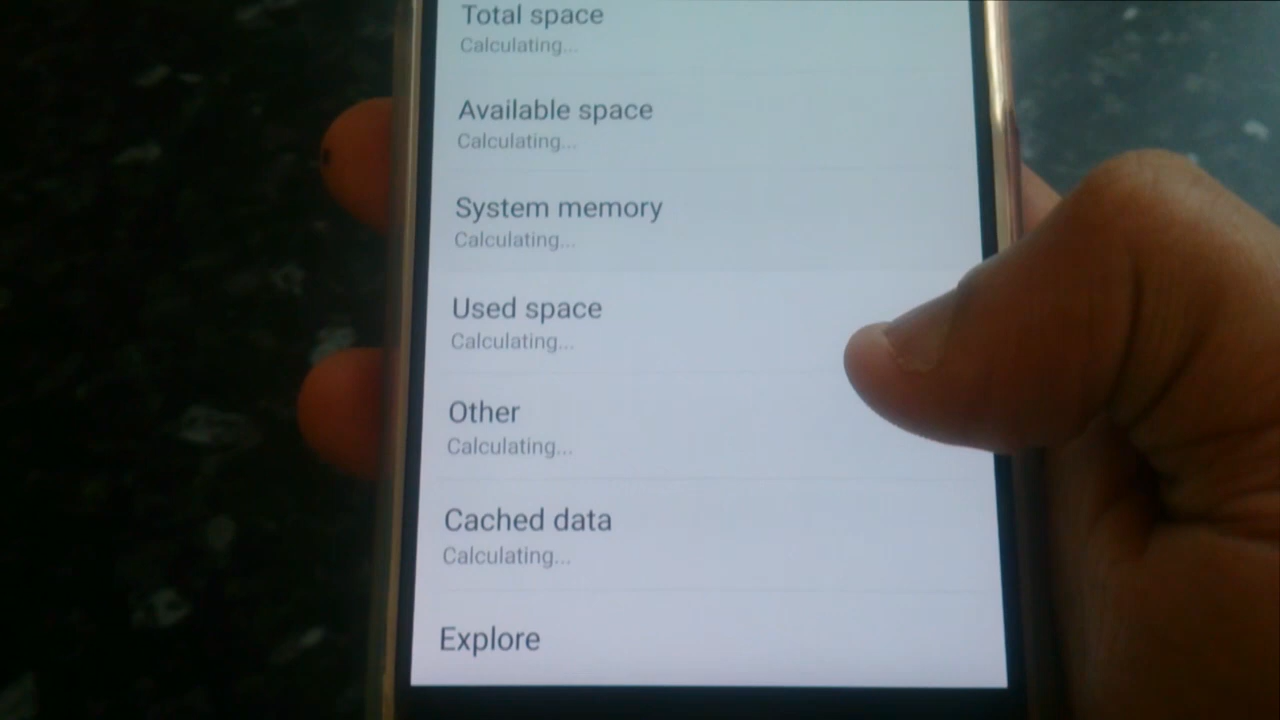 Total space
Calculating...
Available space
Calculating...
System memory
Calculating...
Used space
Calculating...
Other
Calculating...
Cached data
Calculating...
Explore